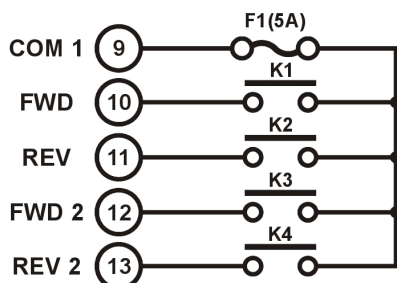 F1(5A)
COM 1 9
K1
FWD 10
K2
REV 11
K3
FWD 2 12
K4
REV 2 13